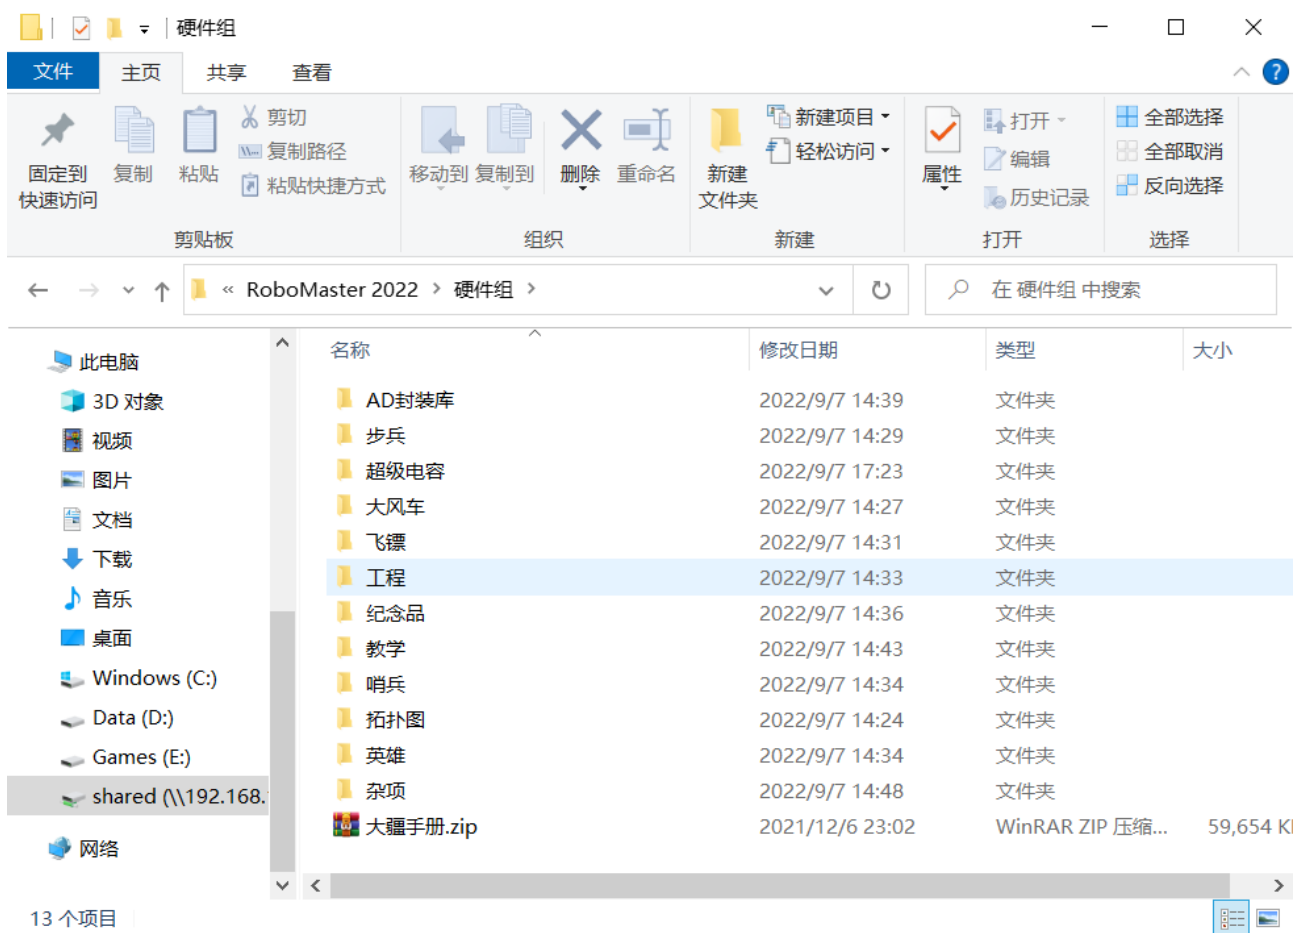 硬件组
文件 主页 共享 查看
固定到
快速访问
复制
粘贴
剪切
复制路径
粘贴快捷方式
剪贴板
移动到
复制到
删除
重命名
组织
新建
文件夹
新建项目
轻松访问
新建
属性
打开
编辑
历史记录
打开
全部选择
全部取消
反向选择
选择
« RoboMaster 2022 > 硬件组 >
在 硬件组 中搜索
此电脑
3D 对象
视频
图片
文档
下载
音乐
桌面
Windows (C:)
Data (D:)
Games (E:)
shared (\\192.168.
网络
名称 修改日期 类型 大小
AD封装库 2022/9/7 14:39 文件夹
步兵 2022/9/7 14:29 文件夹
超级电容 2022/9/7 17:23 文件夹
大风车 2022/9/7 14:27 文件夹
飞镖 2022/9/7 14:31 文件夹
工程 2022/9/7 14:33 文件夹
纪念品 2022/9/7 14:36 文件夹
教学 2022/9/7 14:43 文件夹
哨兵 2022/9/7 14:34 文件夹
拓扑图 2022/9/7 14:24 文件夹
英雄 2022/9/7 14:34 文件夹
杂项 2022/9/7 14:48 文件夹
大疆手册.zip 2021/12/6 23:02 WinRAR ZIP 压缩... 59,654 K
13 个项目